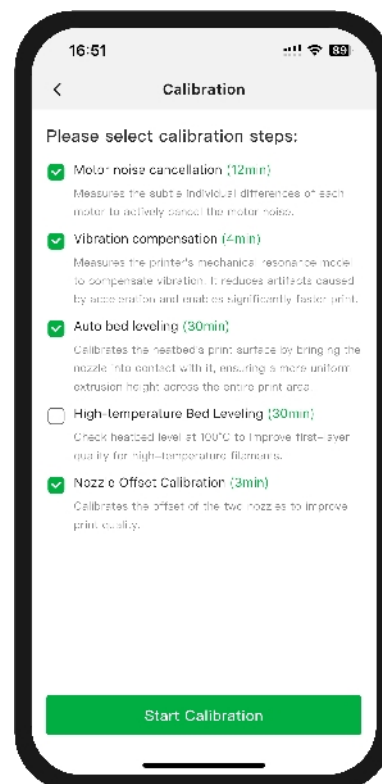 16:51
89
Calibration
Please select calibration steps:
Motor noise cancellation (12min)
Measures the subtle individual differences of each
motor to actively cancel the motor noise.
Vibration compensation (4min)
Measures the printer's mechanical resonance model
to compensate vibration. It reduces artifacts caused
by acceleration and enables significantly faster print.
Auto bed leveling (30min)
Calibrates the heatbed's print surface by bringing the
nozzle into contact with it, ensuring a more uniform
extrusion height across the entire print area
High-temperature Bed Leveling (30min)
Check heatbed level at 100°C to improve first-layer
quality for high-temperature filaments.
Nozzle Offset Calibration (3min)
Calibrates the offset of the two nozzles to improve
print quality.
Start Calibration